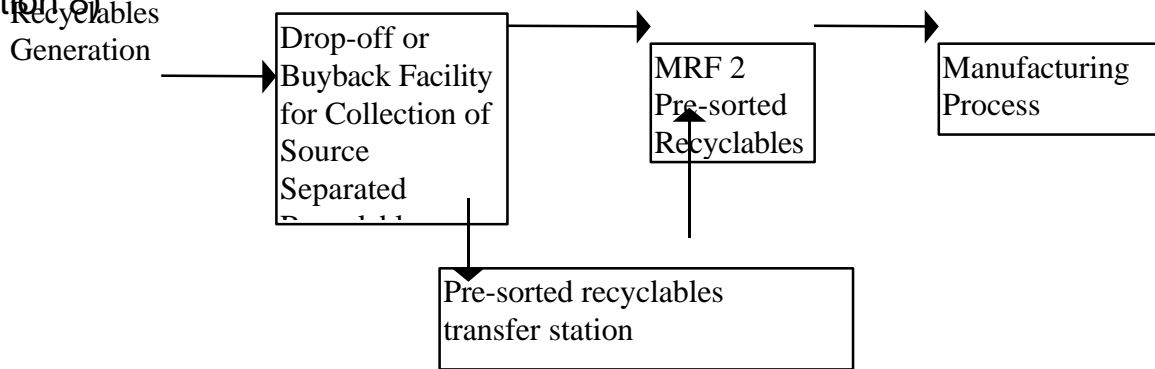 Recyclables
Generation
Drop-off or
Buyback Facility
for Collection of
Source
Separated
MRF 2
Pre-sorted
Recyclables
Manufacturing
Process
Pre-sorted recyclables
transfer station